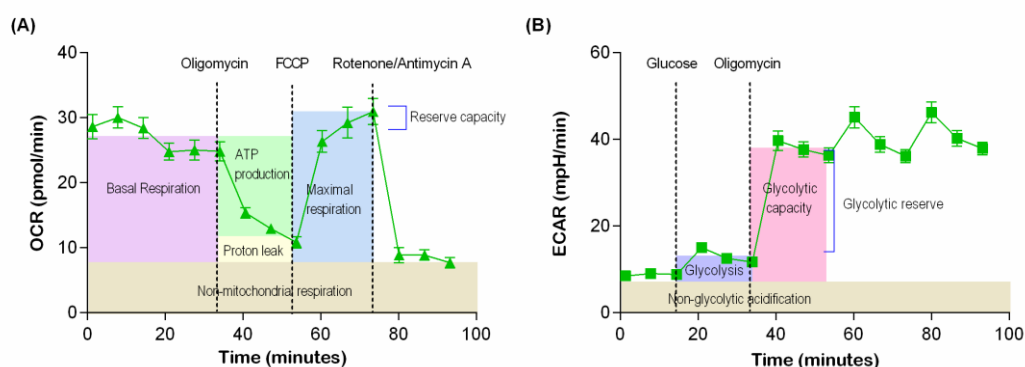 (A)
Oligomycin FCCP Rotenone/Antimycin A
Reserve capacity
ATP
production
Basal Respiration
Maximal
respiration
Proton leak
Non-mitochondrial respiration
OCR (pmol/min)
40
30
20
10
0
0 20 40 60 80 100
Time (minutes)
(B)
Glucose Oligomycin
Glycolytic
capacity
Glycolytic reserve
Glycolysis
Non-glycolytic acidification
ECAR (mpH/min)
60
40
20
0
0 20 40 60 80 100
Time (minutes)